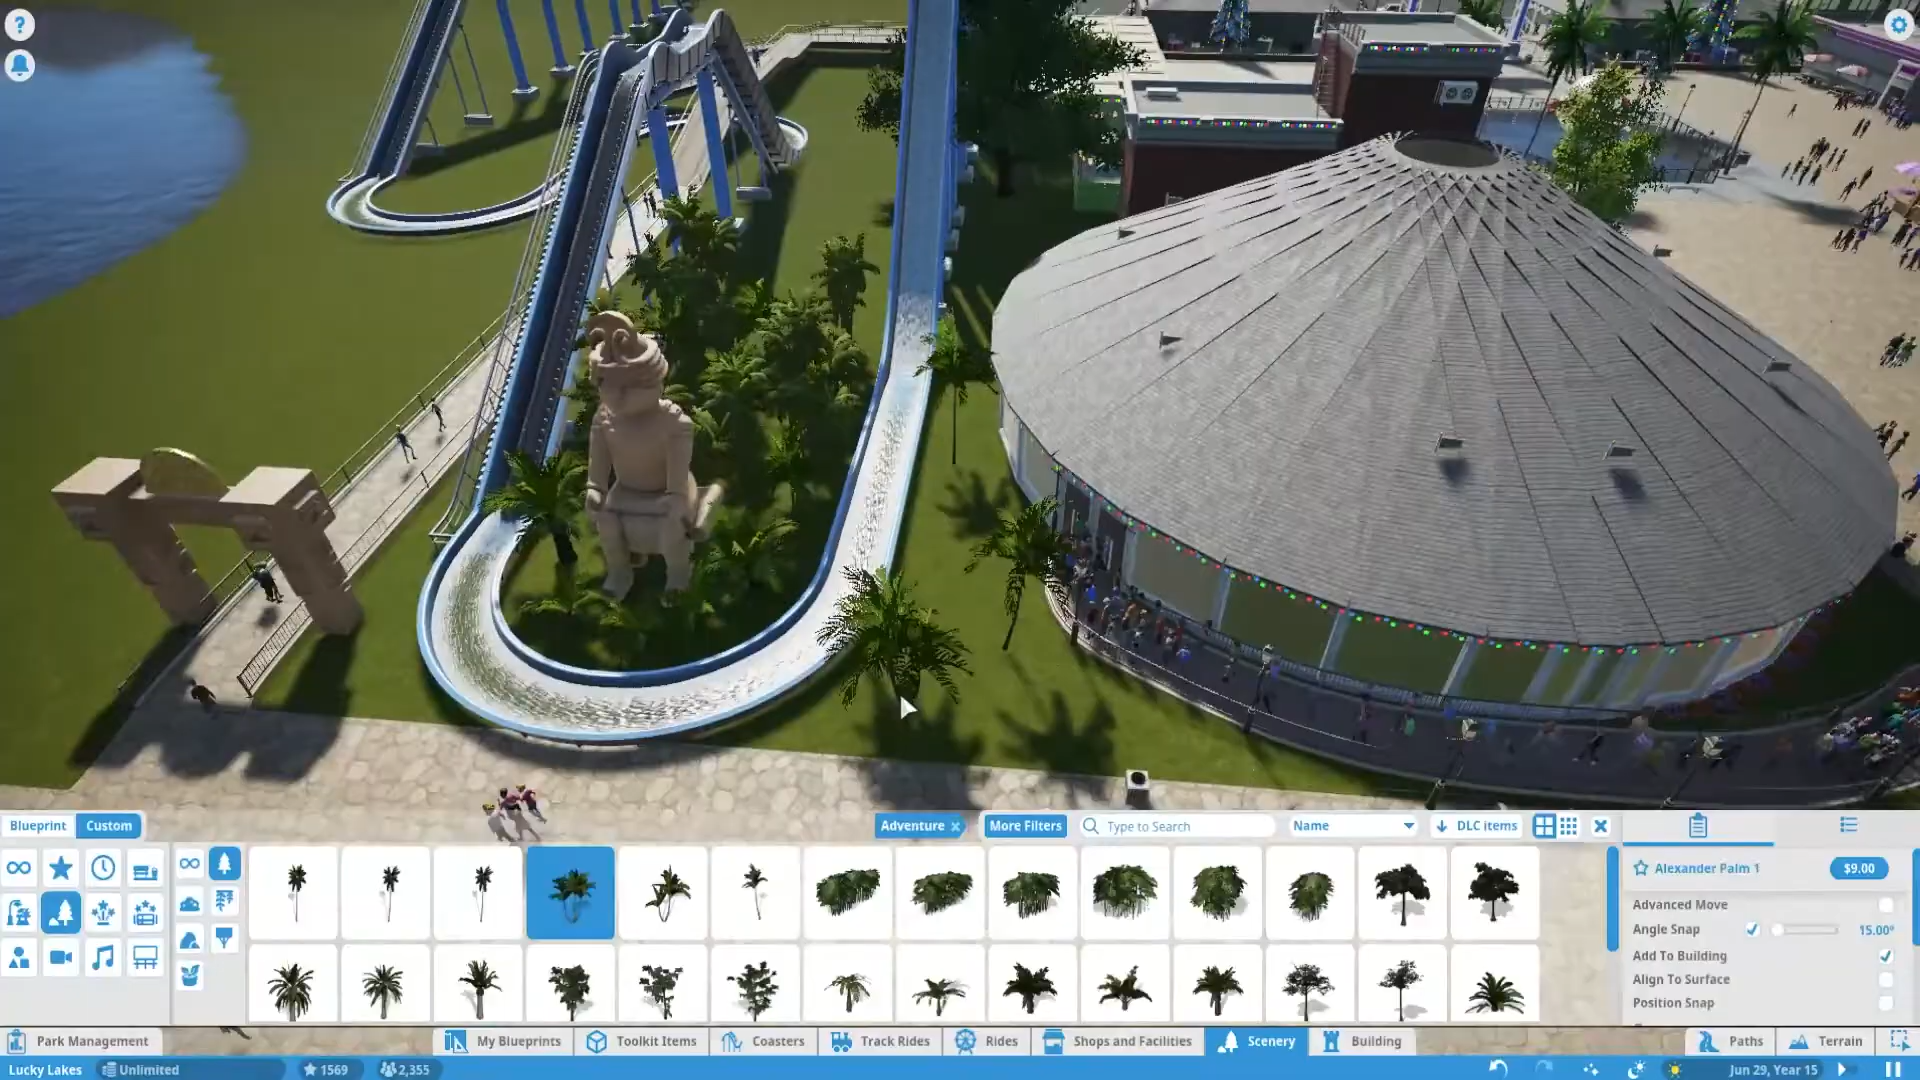 ?
Blueprint Custom
Adventure × More Filters Type to Search Name DLC items
Alexander Palm 1 $9.00
Advanced Move
Angle Snap 15.00°
Add To Building
Align To Surface
Position Snap
Park Management My Blueprints Toolkit Items Coasters Track Rides Rides Shops and Facilities Scenery Building Paths Terrain
Lucky Lakes Unlimited 1569 2,355 Jun 29, Year 15